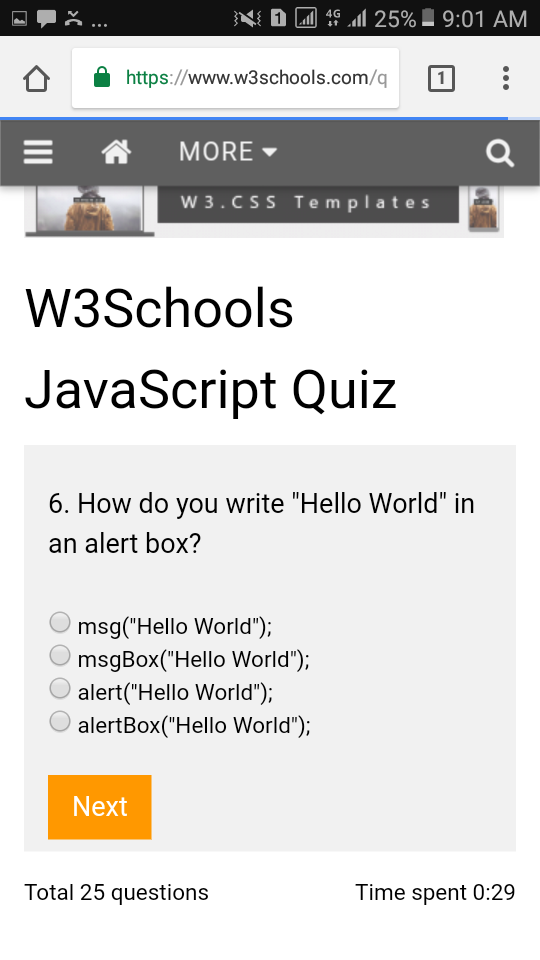 ... 1 4G 25% 9:01 AM
https://www.w3schools.com/q 1
MORE
W3.CSS Templates
W3Schools
JavaScript Quiz
6. How do you write "Hello World" in
an alert box?
msg("Hello World");
msgBox("Hello World");
alert("Hello World");
alertBox("Hello World");
Next
Total 25 questions Time spent 0:29